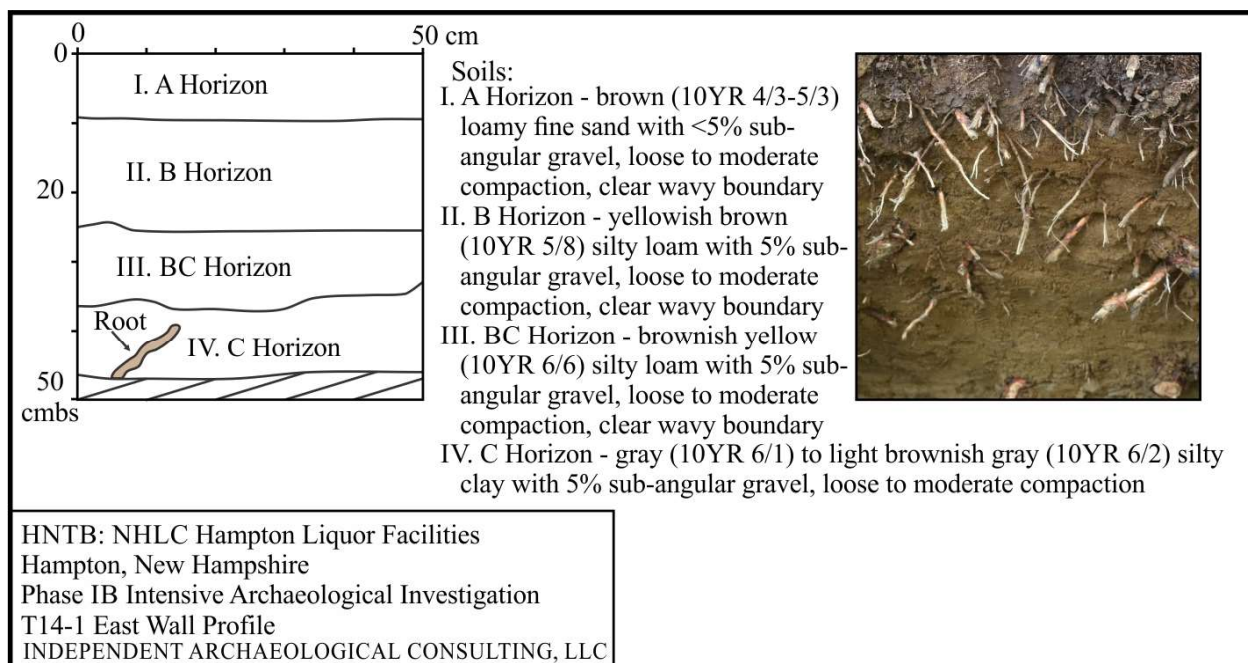 0
50 cm
0
I. A Horizon
II. B Horizon
20
III. BC Horizon
Root
IV. C Horizon
50
cmbs
Soils:
I. A Horizon - brown (10YR 4/3-5/3)
loamy fine sand with <5% sub-
angular gravel, loose to moderate
compaction, clear wavy boundary
II. B Horizon - yellowish brown
(10YR 5/8) silty loam with 5% sub-
angular gravel, loose to moderate
compaction, clear wavy boundary
III. BC Horizon - brownish yellow
(10YR 6/6) silty loam with 5% sub-
angular gravel, loose to moderate
compaction, clear wavy boundary
IV. C Horizon - gray (10YR 6/1) to light brownish gray (10YR 6/2) silty
clay with 5% sub-angular gravel, loose to moderate compaction
HNTB: NHLC Hampton Liquor Facilities
Hampton, New Hampshire
Phase IB Intensive Archaeological Investigation
T14-1 East Wall Profile
INDEPENDENT ARCHAEOLOGICAL CONSULTING, LLC